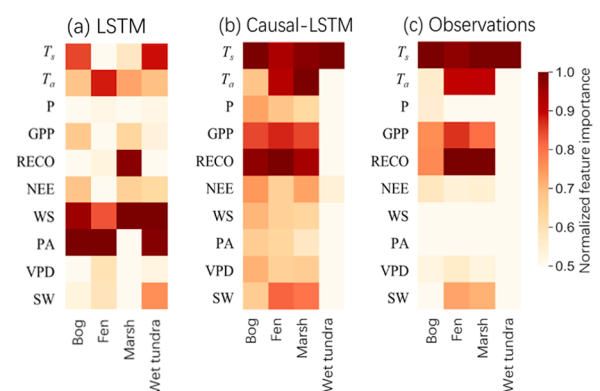 (a) LSTM
(b) Causal-LSTM
(c) Observations
Ts
Ta
P
GPP
RECO
NEE
WS
PA
VPD
SW
Bog
Fen
Marsh
Wet tundra
Ts
Ta
P
GPP
RECO
NEE
WS
PA
VPD
SW
Bog
Fen
Marsh
Wet tundra
Ts
Ta
P
GPP
RECO
NEE
WS
PA
VPD
SW
Bog
Fen
Marsh
Wet tundra
1.0
0.9
0.8
0.7
0.6
0.5
Normalized feature importance